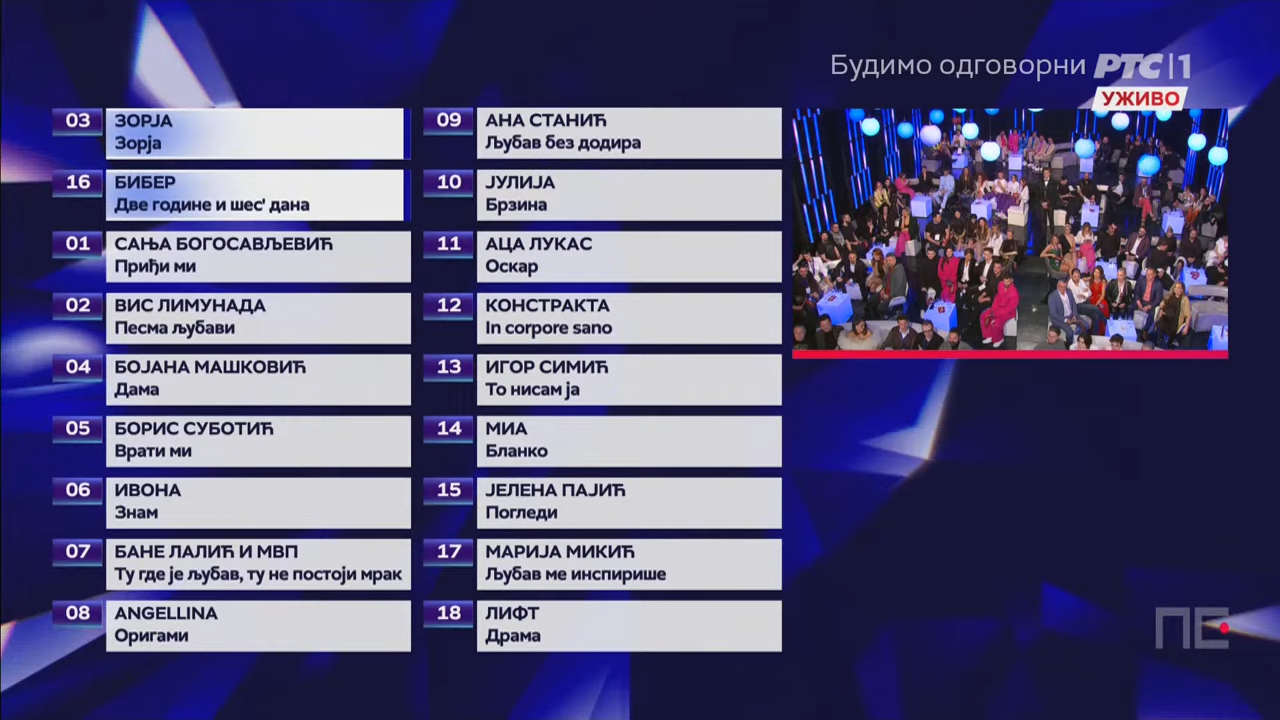 Будимо одговорни
РТС|1
УЖИВО
03
ЗОРЈА
Зорја
16
БИБЕР
Две године и шес' дана
01
САЊА БОГОСАВЉЕВИЋ
Приђи ми
02
ВИС ЛИМУНАДА
Песма љубави
04
БОЈАНА МАШКОВИЋ
Дама
05
БОРИС СУБОТИЋ
Врати ми
06
ИВОНА
Знам
07
БАНЕ ЛАЛИЋ И МВП
Ту где је љубав, ту не постоји мрак
08
ANGELLINA
Оригами
09
АНА СТАНИЋ
Љубав без додира
10
ЈУЛИЈА
Брзина
11
АЦА ЛУКАС
Оскар
12
КОНСТРАКТА
In corpore sano
13
ИГОР СИМИЋ
То нисам ја
14
МИА
Бланко
15
ЈЕЛЕНА ПАЈИЋ
Погледи
17
МАРИЈА МИКИЋ
Љубав ме инспирише
18
ЛИФТ
Драма
ПЕ